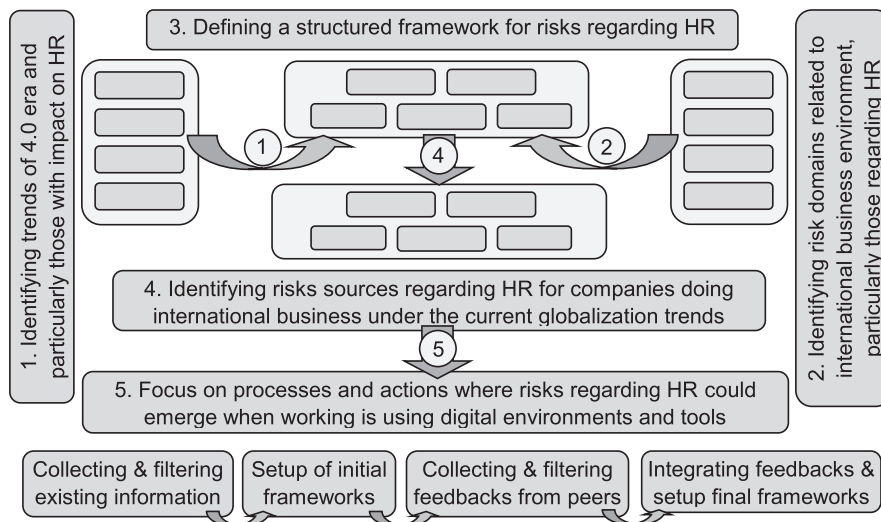 3. Defining a structured framework for risks regarding HR
1. Identifying trends of 4.0 era and
particularly those with impact on HR
1
2
4
2. Identifying risk domains related to
international business environment,
particularly those regarding HR
4. Identifying risks sources regarding HR for companies doing
international business under the current globalization trends
5
5. Focus on processes and actions where risks regarding HR could
emerge when working is using digital environments and tools
Collecting & filtering
existing information
Setup of initial
frameworks
Collecting & filtering
feedbacks from peers
Integrating feedbacks &
setup final frameworks